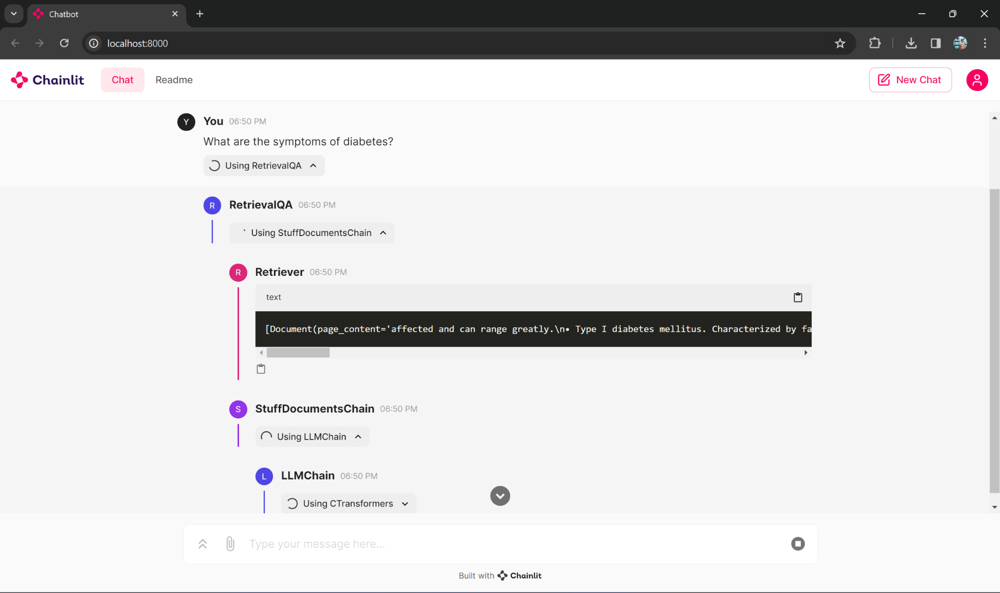 Chatbot
localhost:8000
Chainlit
Chat
Readme
New Chat
Y
You 06:50 PM
What are the symptoms of diabetes?
Using RetrievalQA
R
RetrievalQA 06:50 PM
Using StuffDocumentsChain
R
Retriever 06:50 PM
text
[Document(page_content='affected and can range greatly.\n• Type I diabetes mellitus. Characterized by fa
S
StuffDocumentsChain 06:50 PM
Using LLMChain
L
LLMChain 06:50 PM
Using CTransformers
Type your message here...
Built with Chainlit